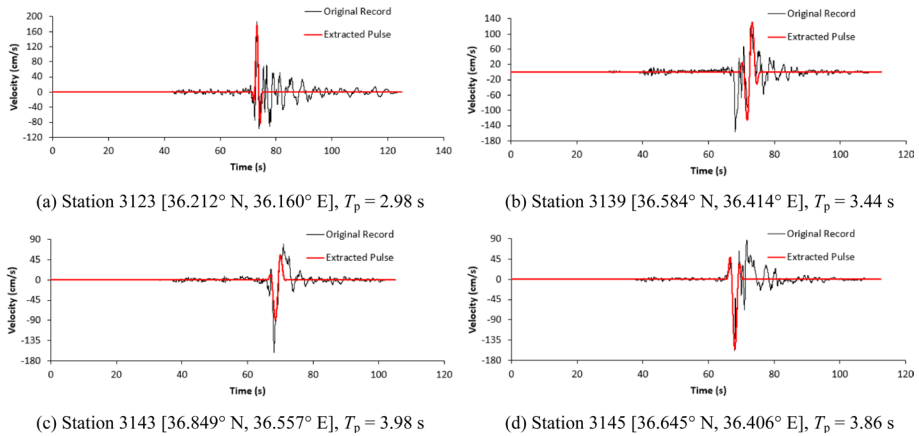 200
160
120
80
40
0
-40
-80
-120
Velocity (cm/s)
0 20 40 60 80 100 120 140
Time (s)
Original Record
Extracted Pulse
(a) Station 3123 [36.212° N, 36.160° E], Tp = 2.98 s
140
100
60
20
-20
-60
-100
-140
-180
Velocity (cm/s)
0 20 40 60 80 100 120
Time (s)
Original Record
Extracted Pulse
(b) Station 3139 [36.584° N, 36.414° E], Tp = 3.44 s
90
45
0
-45
-90
-135
-180
Velocity (cm/s)
0 20 40 60 80 100 120
Time (s)
Original Record
Extracted Pulse
(c) Station 3143 [36.849° N, 36.557° E], Tp = 3.98 s
90
45
0
-45
-90
-135
-180
Velocity (cm/s)
0 20 40 60 80 100 120
Time (s)
Original Record
Extracted Pulse
(d) Station 3145 [36.645° N, 36.406° E], Tp = 3.86 s